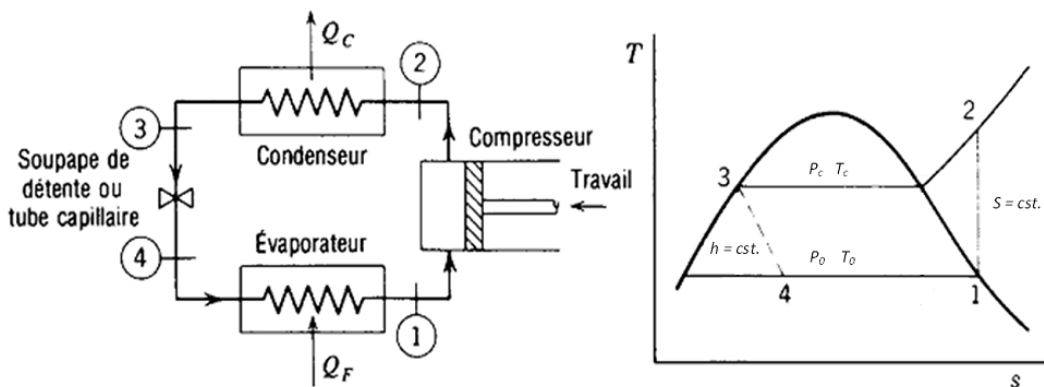 Q_C
2
3
Condenseur
Compresseur
Soupape de
détente ou
tube capillaire
Travail
4
Évaporateur
1
Q_F
T
2
3
P_c T_c
S = cst.
h = cst.
P_0 T_0
4
1
s